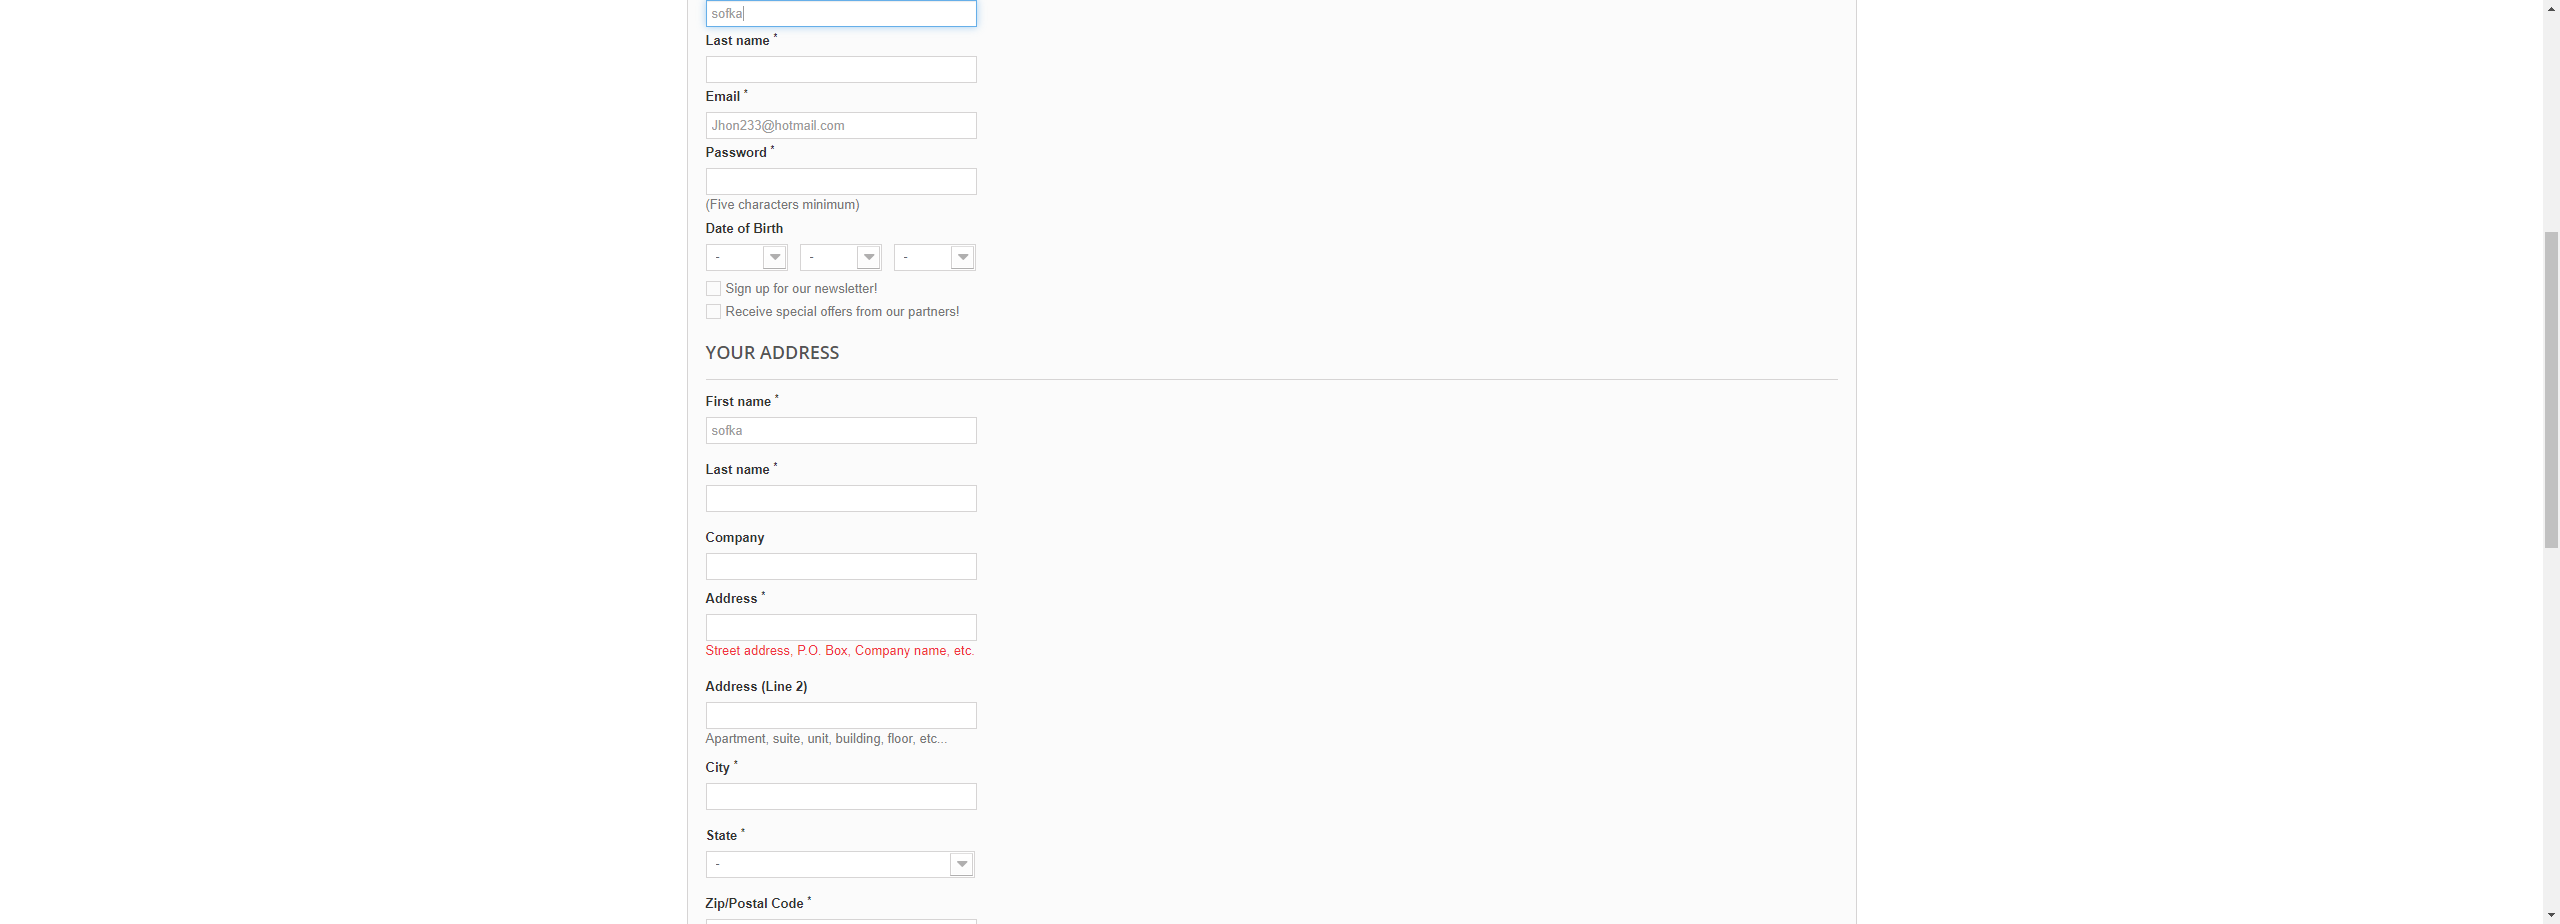 sofka
Last name *
Email *
Jhon233@hotmail.com
Password *
(Five characters minimum)
Date of Birth
- - -
Sign up for our newsletter!
Receive special offers from our partners!
YOUR ADDRESS
First name *
sofka
Last name *
Company
Address *
Street address, P.O. Box, Company name, etc.
Address (Line 2)
Apartment, suite, unit, building, floor, etc...
City *
State *
-
Zip/Postal Code *